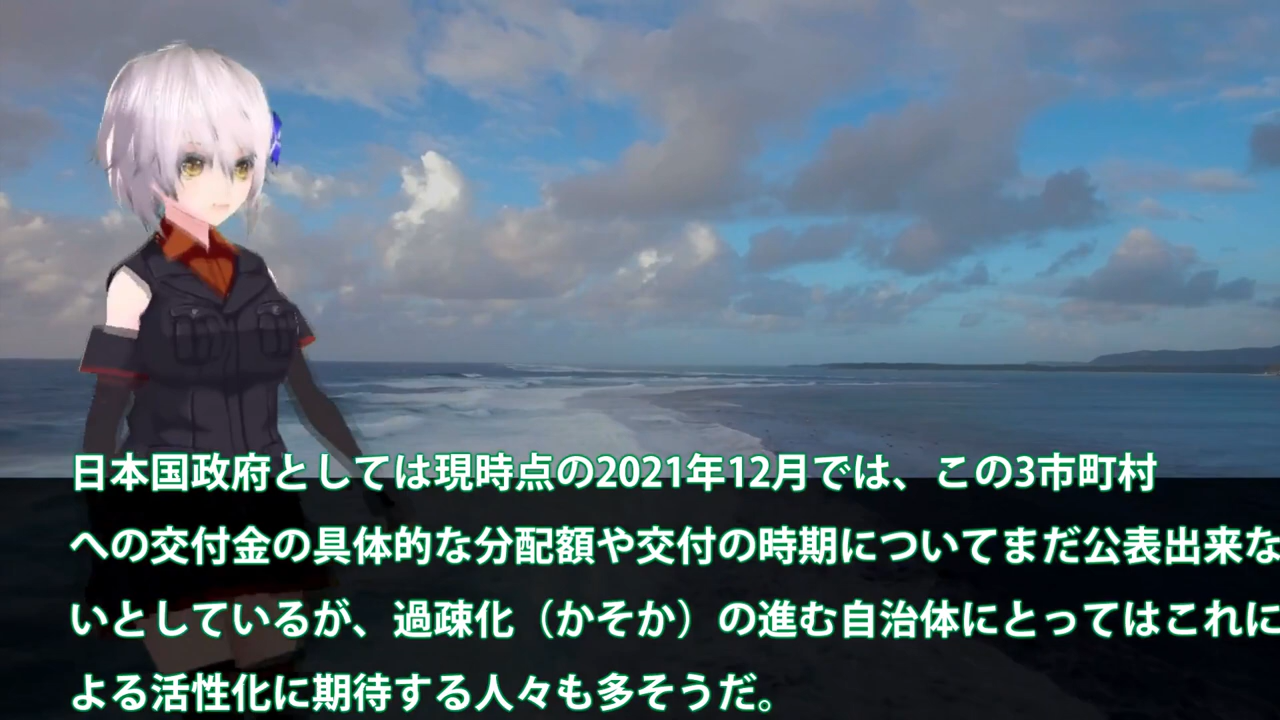 日本国政府としては現時点の2021年12月では、この3市町村
への交付金の具体的な分配額や交付の時期についてまだ公表出来な
いとしているが、過疎化（かそか）の進む自治体にとってはこれに
よる活性化に期待する人々も多そうだ。